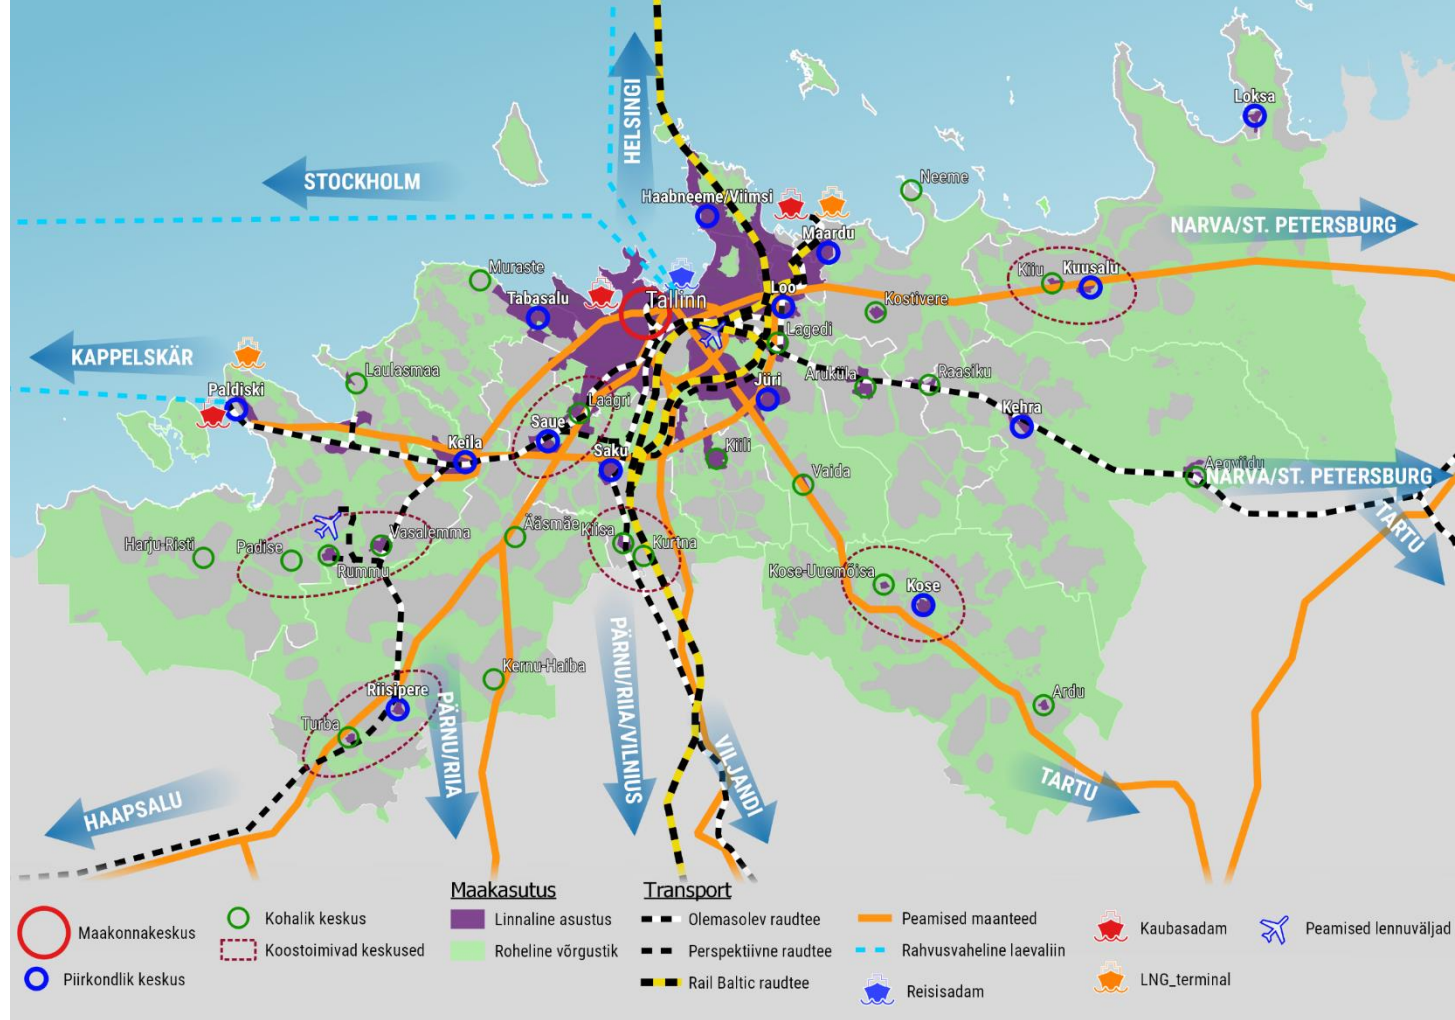 HELSINGI
Loksa
STOCKHOLM
Haabneeme/Viimsi
Neeme
NARVA/ST. PETERSBURG
Maardu
Muraste
Kiiu
Kuusalu
Tabasalu
Tallinn
Loo
Kostivere
Lagedi
KAPPELSKÄR
Laulasmaa
Paldiski
Aruküla
Raasiku
Jüri
Laagri
Saue
Kehra
Keila
Saku
Kiili
Vaida
Aegviidu
NARVA/ST. PETERSBURG
TARTU
Harju-Risti
Padise
Vasalemma
Rummu
Ääsmäe
Kiisa
Kurtna
Kose-Uuemõisa
Kose
Kernu-Haiba
Riisipere
Turba
Ardu
PÄRNU/RIIA
PÄRNU/RIIA/VILNIUS
VILJANDI
TARTU
HAAPSALU
Maakonnakeskus
Piirkondlik keskus
Kohalik keskus
Koostoimivad keskused
Maakasutus
Linnaline asustus
Roheline võrgustik
Transport
Olemasolev raudtee
Perspektiivne raudtee
Rail Baltic raudtee
Peamised maanteed
Rahvusvaheline laevaliin
Reisisadam
Kaubasadam
LNG_terminal
Peamised lennuväljad